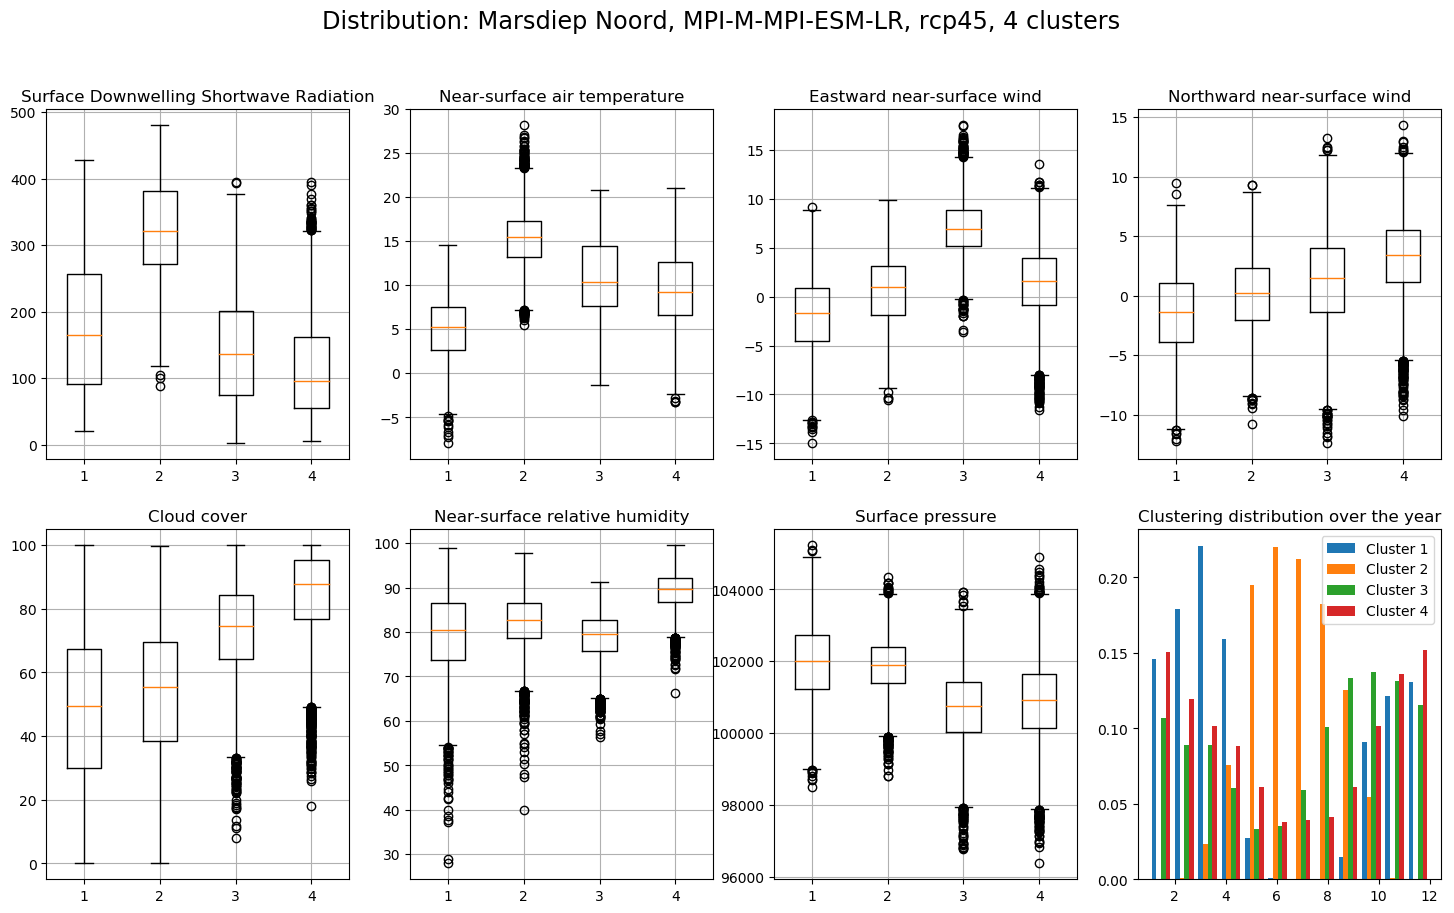 Distribution: Marsdiep Noord, MPI-M-MPI-ESM-LR, rcp45, 4 clusters
Surface Downwelling Shortwave Radiation
500
400
300
200
100
0
1 2 3 4
Near-surface air temperature
30
25
20
15
10
5
0
−5
1 2 3 4
Eastward near-surface wind
15
10
5
0
−5
−10
−15
1 2 3 4
Northward near-surface wind
15
10
5
0
−5
−10
1 2 3 4
Cloud cover
100
80
60
40
20
0
1 2 3 4
Near-surface relative humidity
100
90
80
70
60
50
40
30
1 2 3 4
Surface pressure
104000
102000
100000
98000
96000
1 2 3 4
Clustering distribution over the year
Cluster 1
Cluster 2
Cluster 3
Cluster 4
0.20
0.15
0.10
0.05
0.00
2 4 6 8 10 12